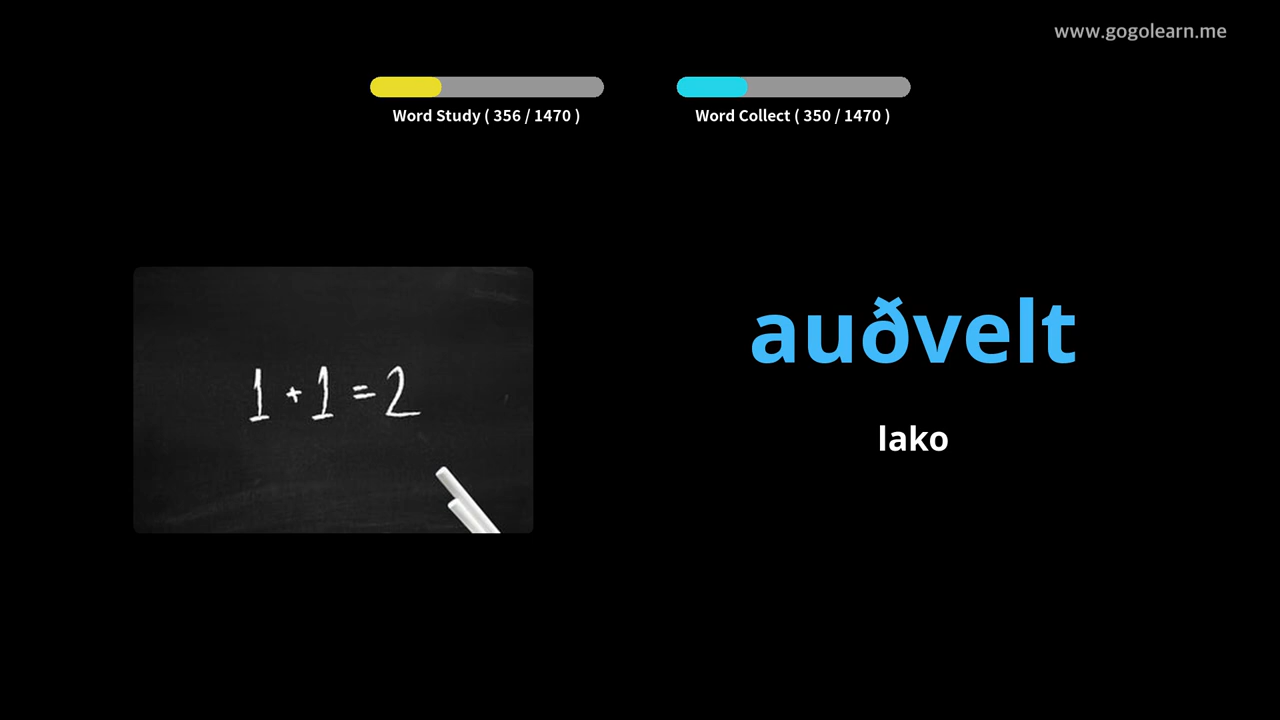 www.gogolearn.me
Word Study ( 356 / 1470 )
Word Collect ( 350 / 1470 )
1 + 1 = 2
auðvelt
lako